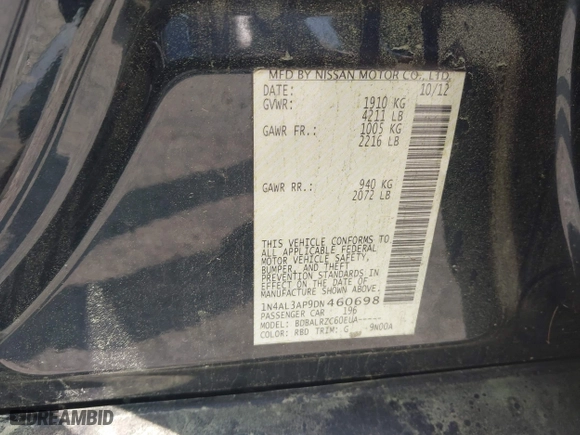 MFD BY NISSAN MOTOR CO., LTD.
DATE: 10/12
GVWR: 1910 KG
4211 LB
GAWR FR.: 1005 KG
2216 LB
GAWR RR.: 940 KG
2072 LB
THIS VEHICLE CONFORMS TO
ALL APPLICABLE FEDERAL
MOTOR VEHICLE SAFETY,
BUMPER, AND THEFT
PREVENTION STANDARDS IN
EFFECT ON THE DATE OF
MANUFACTURE SHOWN ABOVE.
1N4AL3AP9DN460698
PASSENGER CAR 196
MODEL: BDBALRZC60EUA-----
COLOR: RBD TRIM: G -9N00A
DREAMBID